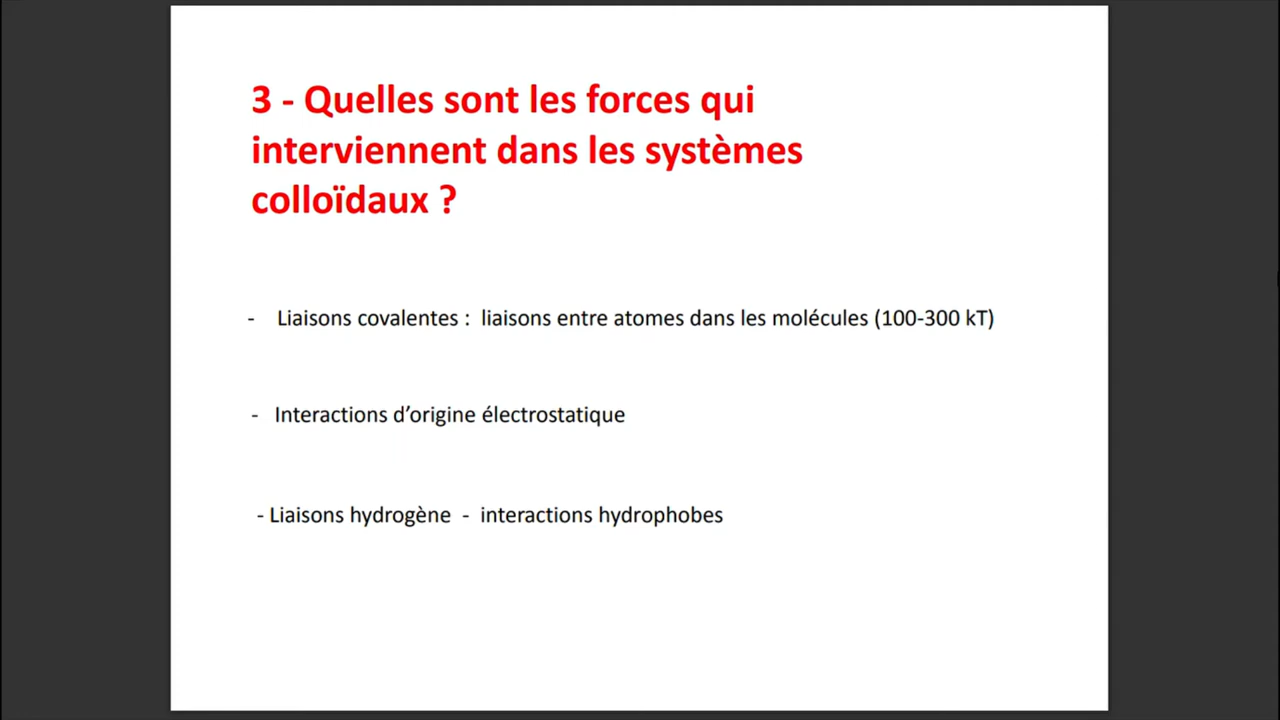 3 - Quelles sont les forces qui
interviennent dans les systèmes
colloïdaux ?
- Liaisons covalentes : liaisons entre atomes dans les molécules (100-300 kT)
- Interactions d’origine électrostatique
- Liaisons hydrogène - interactions hydrophobes